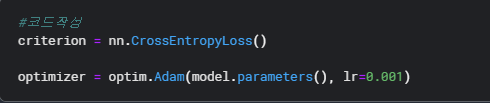 #코드작성
criterion = nn.CrossEntropyLoss()
optimizer = optim.Adam(model.parameters(), lr=0.001)